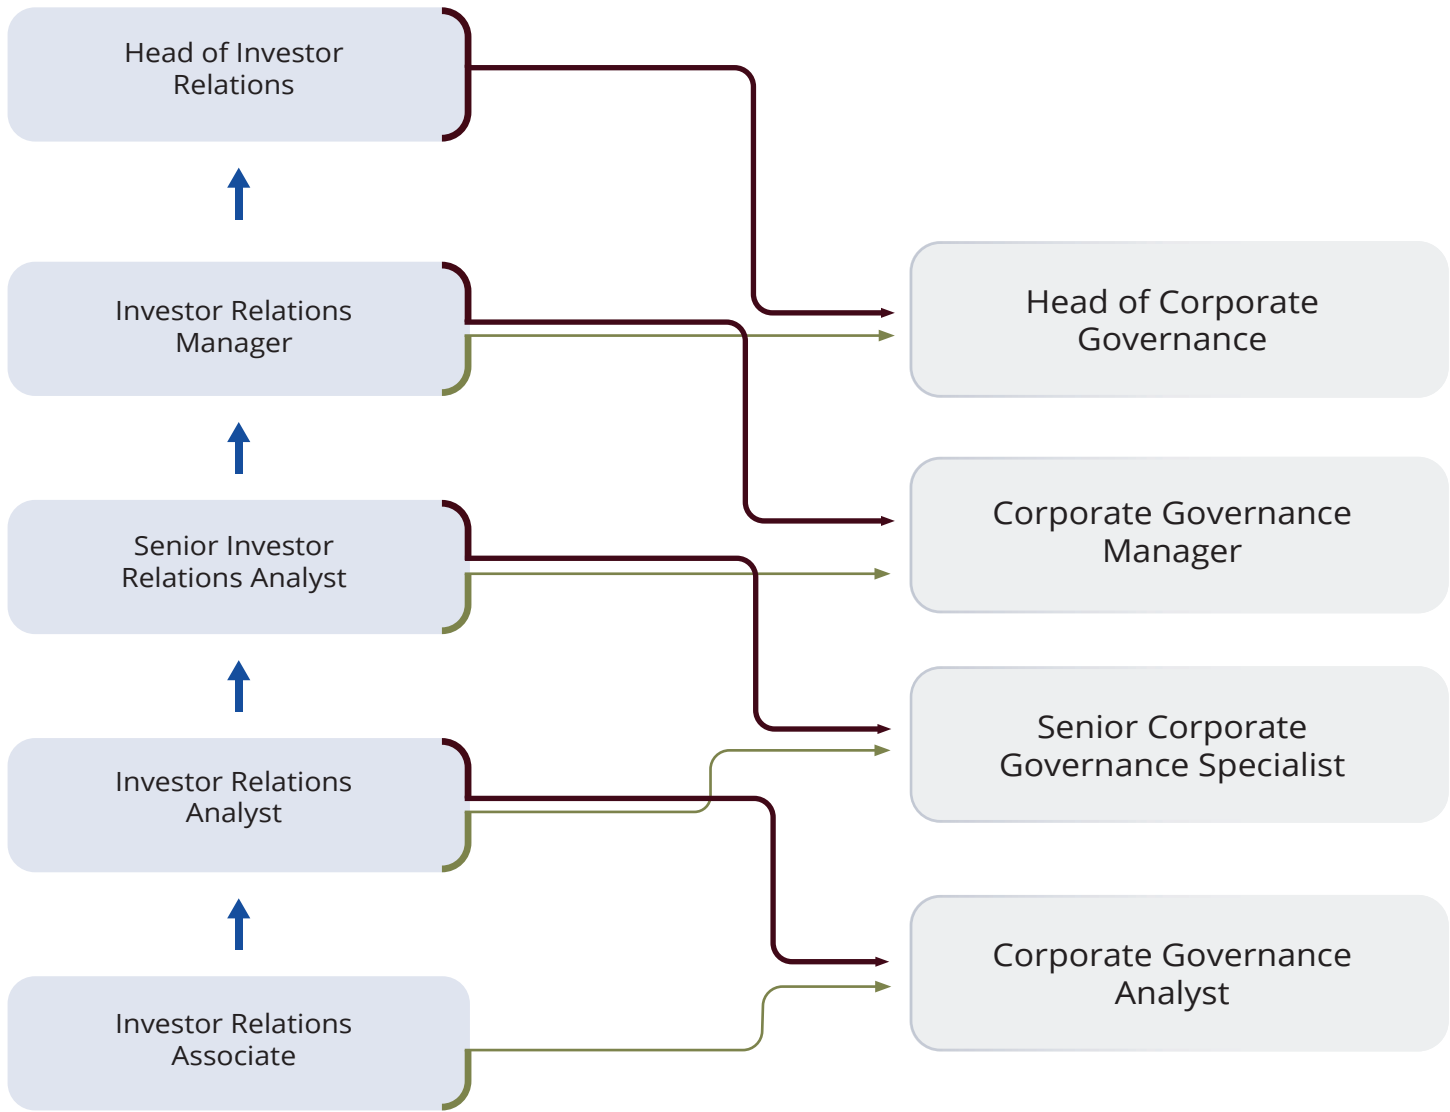 Head of Investor
Relations
Investor Relations
Manager
Senior Investor
Relations Analyst
Investor Relations
Analyst
Investor Relations
Associate
Head of Corporate
Governance
Corporate Governance
Manager
Senior Corporate
Governance Specialist
Corporate Governance
Analyst